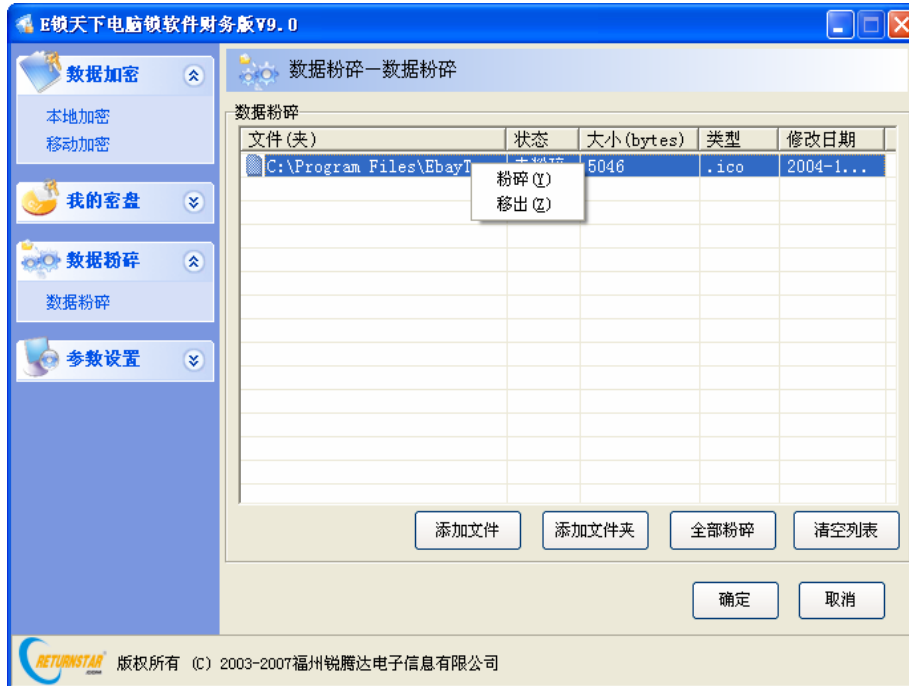 E锁天下电脑锁软件财务版V9.0
数据加密
本地加密
移动加密
我的密盘
数据粉碎
数据粉碎
参数设置
数据粉碎—数据粉碎
数据粉碎
文件(夹) 状态 大小(bytes) 类型 修改日期
C:\Program Files\EbayT 5046 .ico 2004-1...
粉碎(Y)
移出(Z)
添加文件 添加文件夹 全部粉碎 清空列表
确定 取消
RETURNSTAR 版权所有 (C) 2003-2007福州锐腾达电子信息有限公司